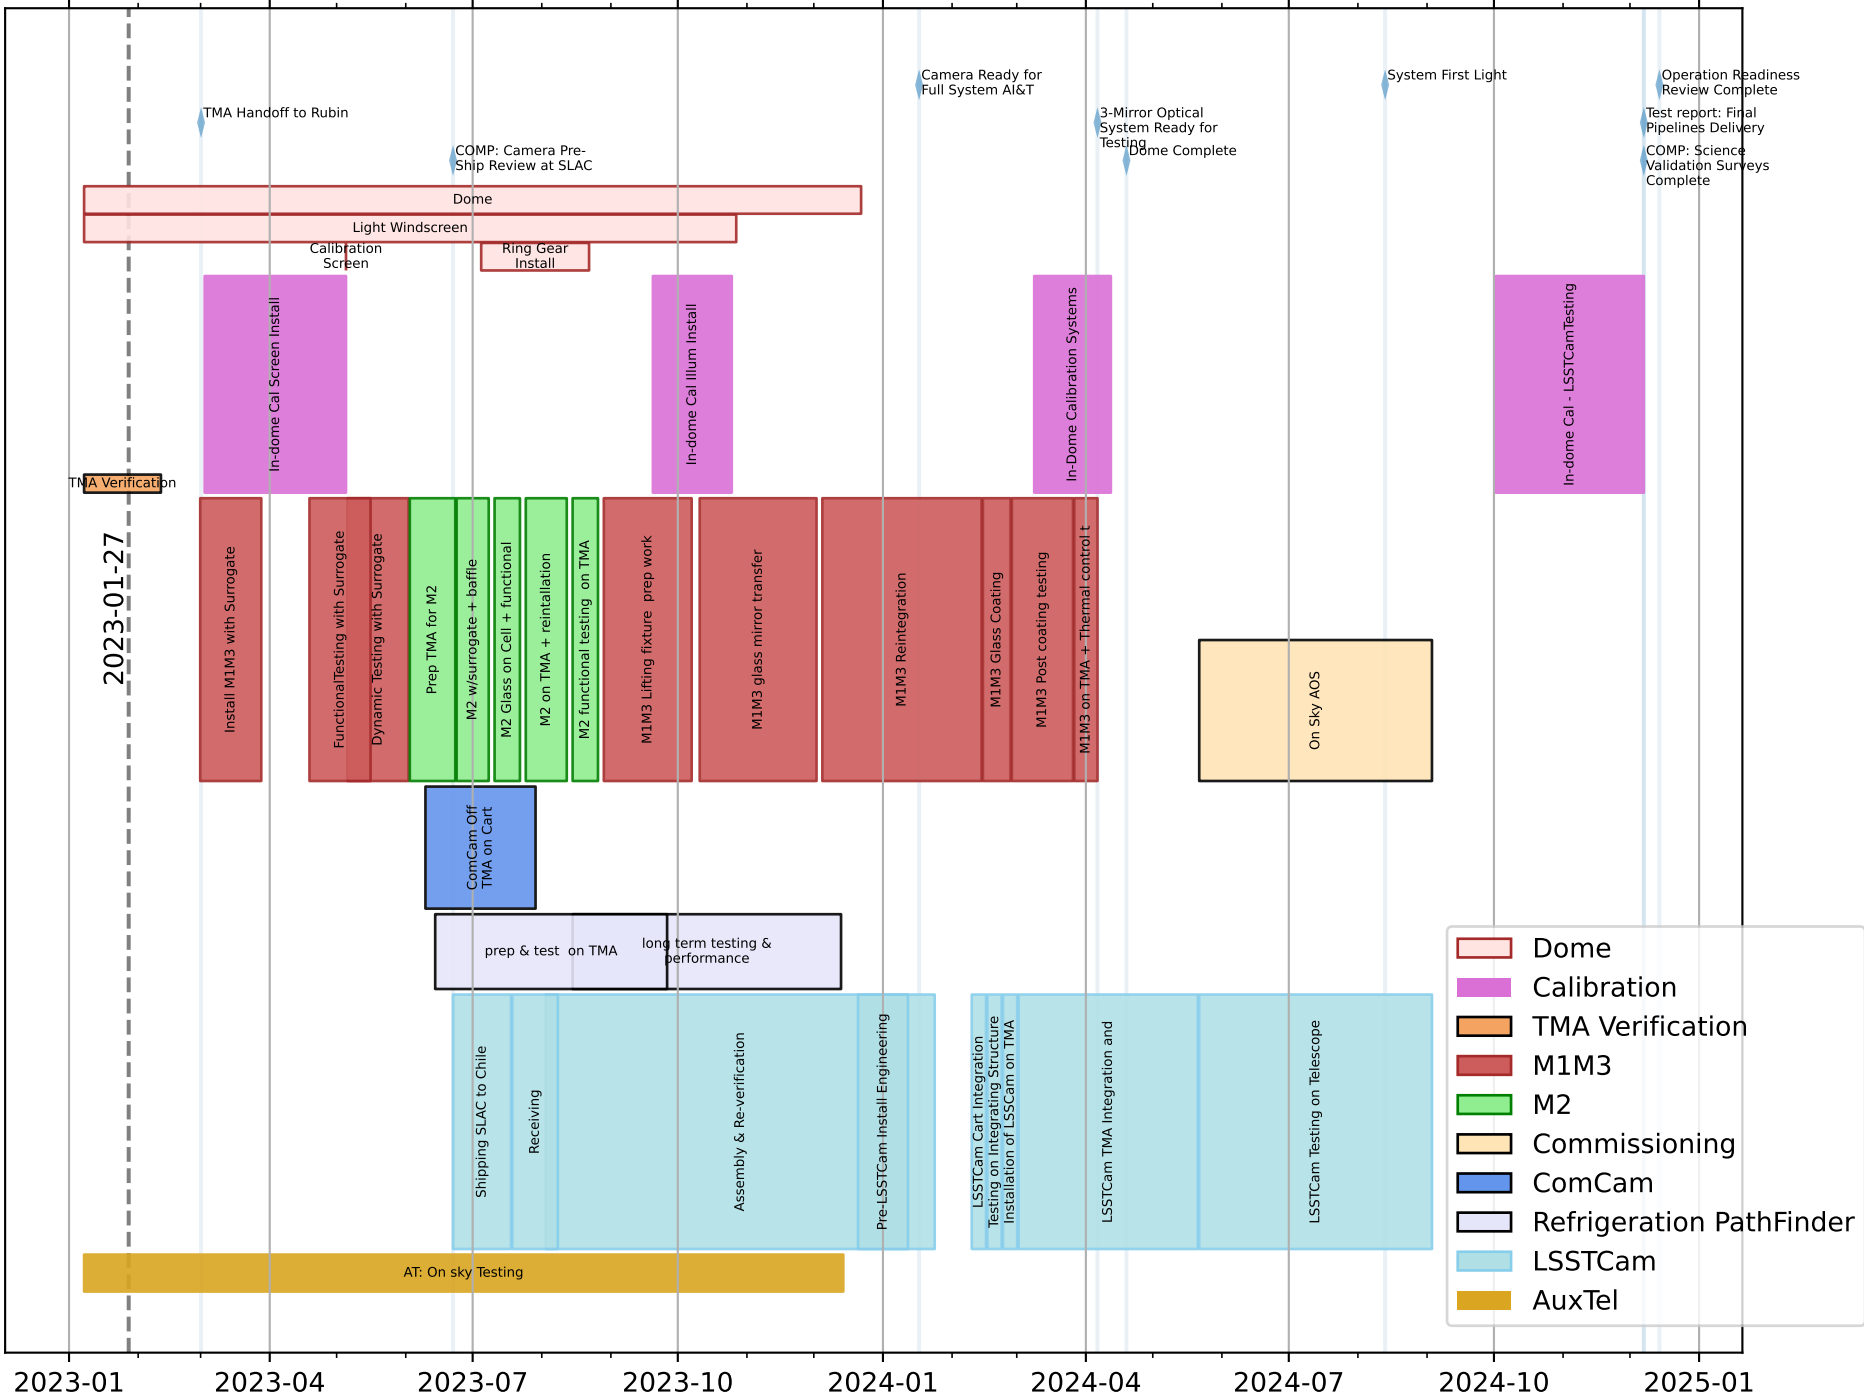 Camera Ready for
Full System AI&T
System First Light
Operation Readiness
Review Complete
TMA Handoff to Rubin
3-Mirror Optical
System Ready for
Testing
Test report: Final
Pipelines Delivery
COMP: Camera Pre-
Ship Review at SLAC
Dome Complete
COMP: Science
Validation Surveys
Complete
Dome
Light Windscreen
Calibration
Screen
Ring Gear
Install
In-dome Cal Screen Install
In-dome Cal Illum Install
In-Dome Calibration Systems
In-dome Cal - LSSTCamTesting
TMA Verification
2023-01-27
Install M1M3 with Surrogate
FunctionalTesting with Surrogate
Dynamic Testing with Surrogate
Prep TMA for M2
M2 w/surrogate + baffle
M2 Glass on Cell + functional
M2 on TMA + reintallation
M2 functional testing  on TMA
M1M3 Lifting fixture  prep work
M1M3 glass mirror transfer
M1M3 Reintegration
M1M3 Glass Coating
M1M3 Post coating testing
M1M3 on TMA + Thermal control t
On Sky AOS
ComCam Off
TMA on Cart
prep & test  on TMA
long term testing &
performance
Shipping SLAC to Chile
Receiving
Assembly & Re-verification
Pre-LSSTCam Install Engineering
LSSTCam Cart Integration
Testing on Integrating Structure
Installation of LSSCam on TMA
LSSTCam TMA Integration and
LSSTCam Testing on Telescope
AT: On sky Testing
Dome
Calibration
TMA Verification
M1M3
M2
Commissioning
ComCam
Refrigeration PathFinder
LSSTCam
AuxTel
2023-01
2023-04
2023-07
2023-10
2024-01
2024-04
2024-07
2024-10
2025-01